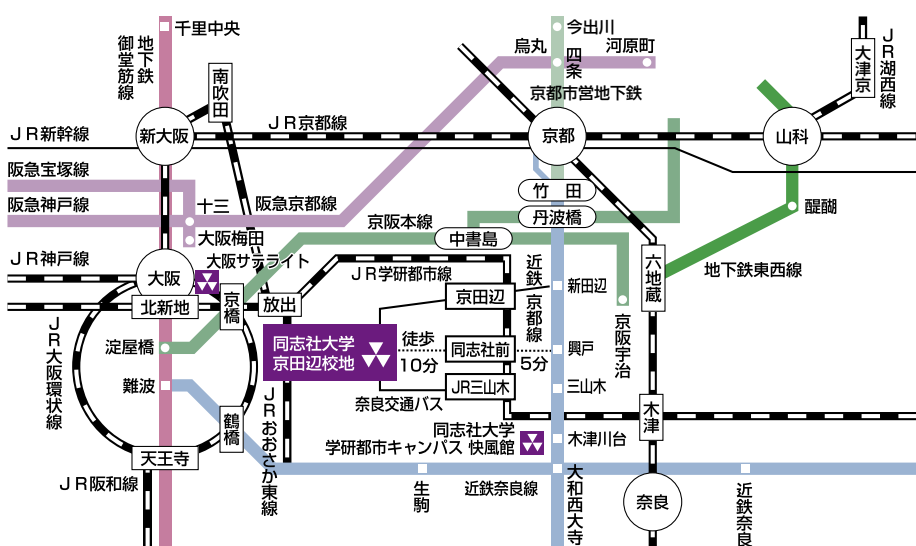 千里中央
地下鉄
御堂筋線
南吹田
新大阪
JR新幹線
JR京都線
烏丸
四条
今出川
河原町
京都市営地下鉄
京都
山科
大津京
JR湖西線
阪急宝塚線
阪急神戸線
十三
大阪梅田
阪急京都線
京阪本線
竹田
丹波橋
中書島
醍醐
地下鉄東西線
六地蔵
JR神戸線
大阪
大阪サテライト
北新地
京橋
放出
JR学研都市線
近鉄
京都線
新田辺
京田辺
京阪宇治
淀屋橋
同志社大学
京田辺校地
徒歩
10分
同志社前
5分
興戸
JR大阪環状線
難波
JR三山木
三山木
奈良交通バス
鶴橋
JRおおさか東線
同志社大学
学研都市キャンパス 快風館
木津川台
木津
天王寺
JR阪和線
生駒
近鉄奈良線
大和西大寺
奈良
近鉄奈良